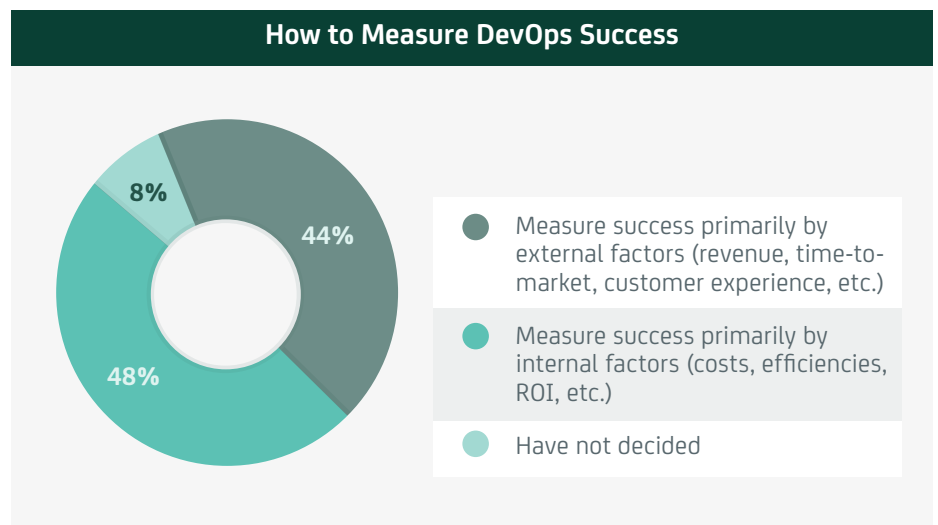 How to Measure DevOps Success
8%
44%
48%
Measure success primarily by
external factors (revenue, time-to-
market, customer experience, etc.)
Measure success primarily by
internal factors (costs, efficiencies,
ROI, etc.)
Have not decided